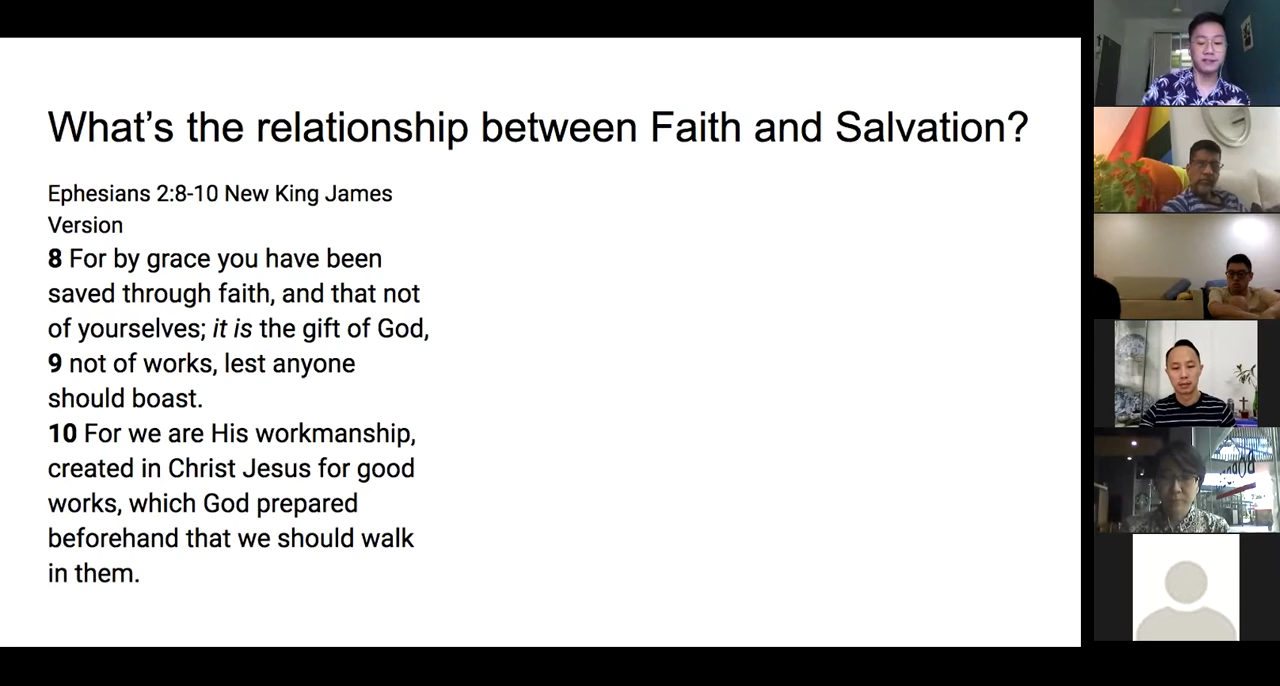 What's the relationship between Faith and Salvation?
Ephesians 2:8-10 New King James
Version
8 For by grace you have been
saved through faith, and that not
of yourselves; it is the gift of God,
9 not of works, lest anyone
should boast.
10 For we are His workmanship,
created in Christ Jesus for good
works, which God prepared
beforehand that we should walk
in them.